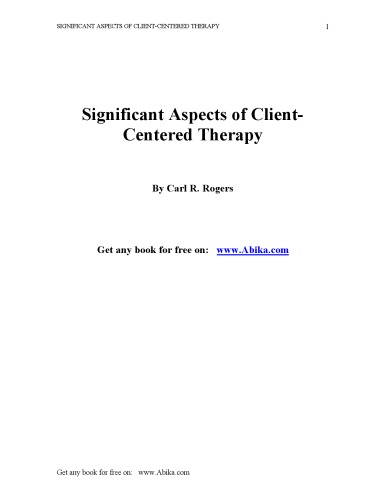 SIGNIFICANT ASPECTS OF CLIENT-CENTERED THERAPY 1
Significant Aspects of Client-
Centered Therapy
By Carl R. Rogers
Get any book for free on: www.Abika.com
Get any book for free on: www.Abika.com